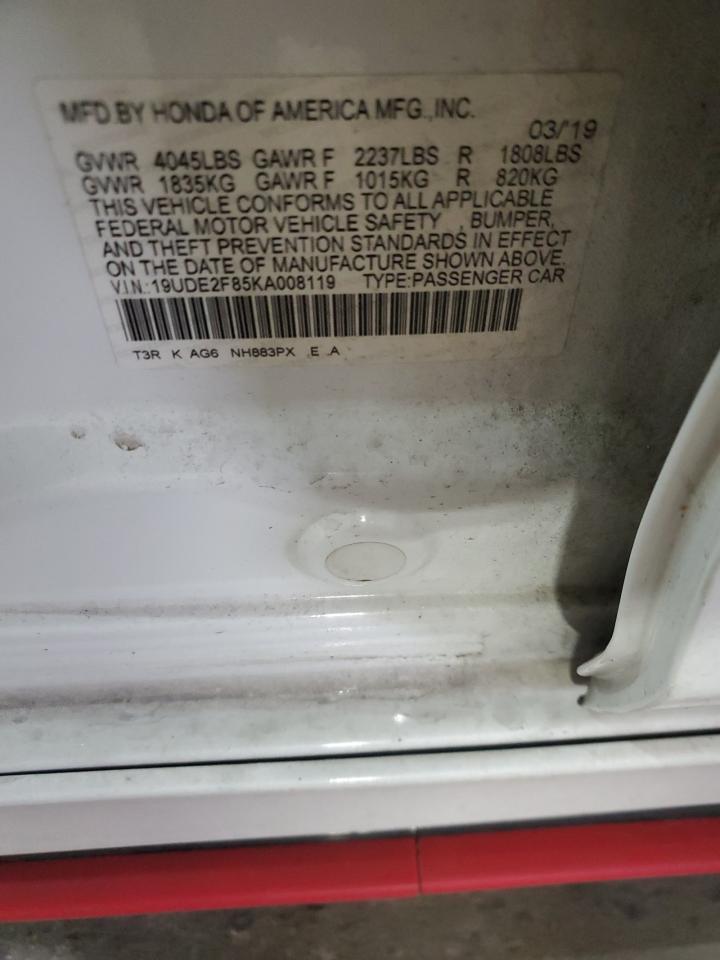 MFD.BY HONDA OF AMERICA MFG.,INC.
03/'19
GVWR 4045LBS GAWR F 2237LBS R 1808LBS
GVWR 1835KG GAWR F 1015KG R 820KG
THIS VEHICLE CONFORMS TO ALL APPLICABLE
FEDERAL MOTOR VEHICLE SAFETY , BUMPER,
AND THEFT PREVENTION STANDARDS IN EFFECT
ON THE DATE OF MANUFACTURE SHOWN ABOVE.
V.I.N.:19UDE2F85KA008119 TYPE:PASSENGER CAR
T3R K AG6 NH883PX E A